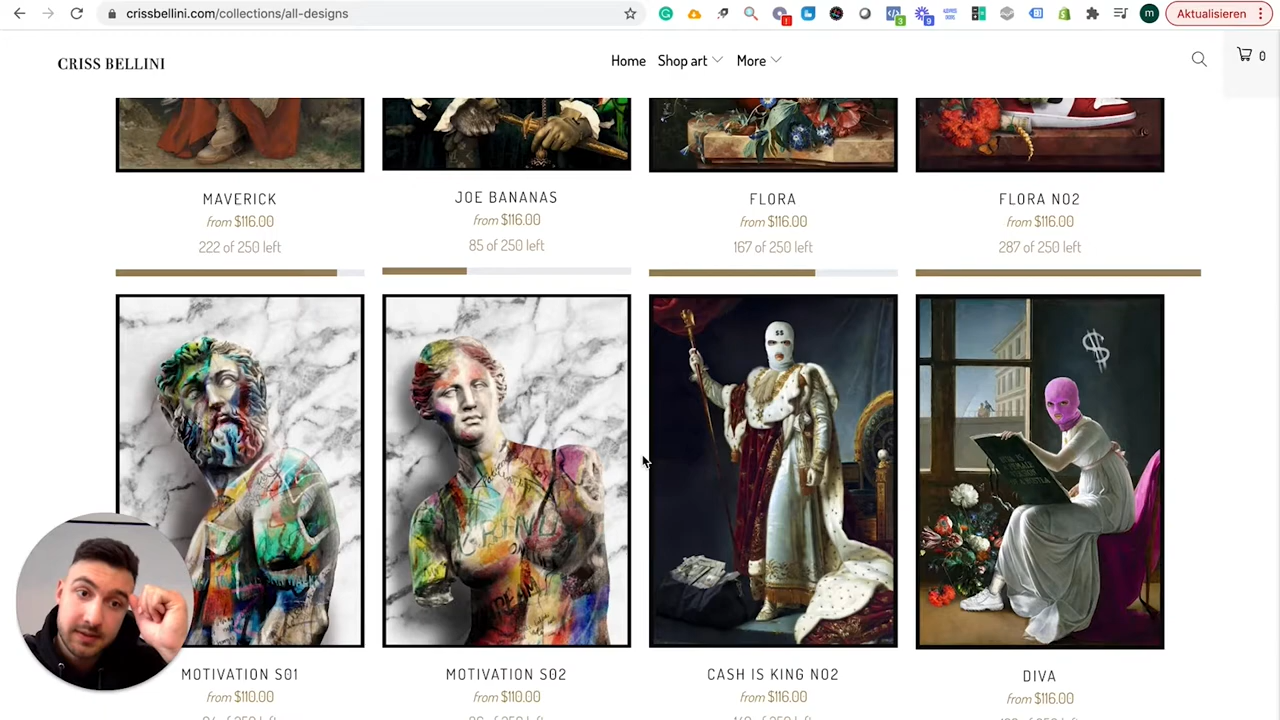 crissbellini.com/collections/all-designs
Aktualisieren
CRISS BELLINI
Home
Shop art
More
0
MAVERICK
from $116.00
222 of 250 left
JOE BANANAS
from $116.00
85 of 250 left
FLORA
from $116.00
167 of 250 left
FLORA NO2
from $116.00
287 of 250 left
$$
$
GRIND
MOTIVATION S01
from $110.00
MOTIVATION S02
from $110.00
CASH IS KING NO2
from $116.00
DIVA
from $116.00